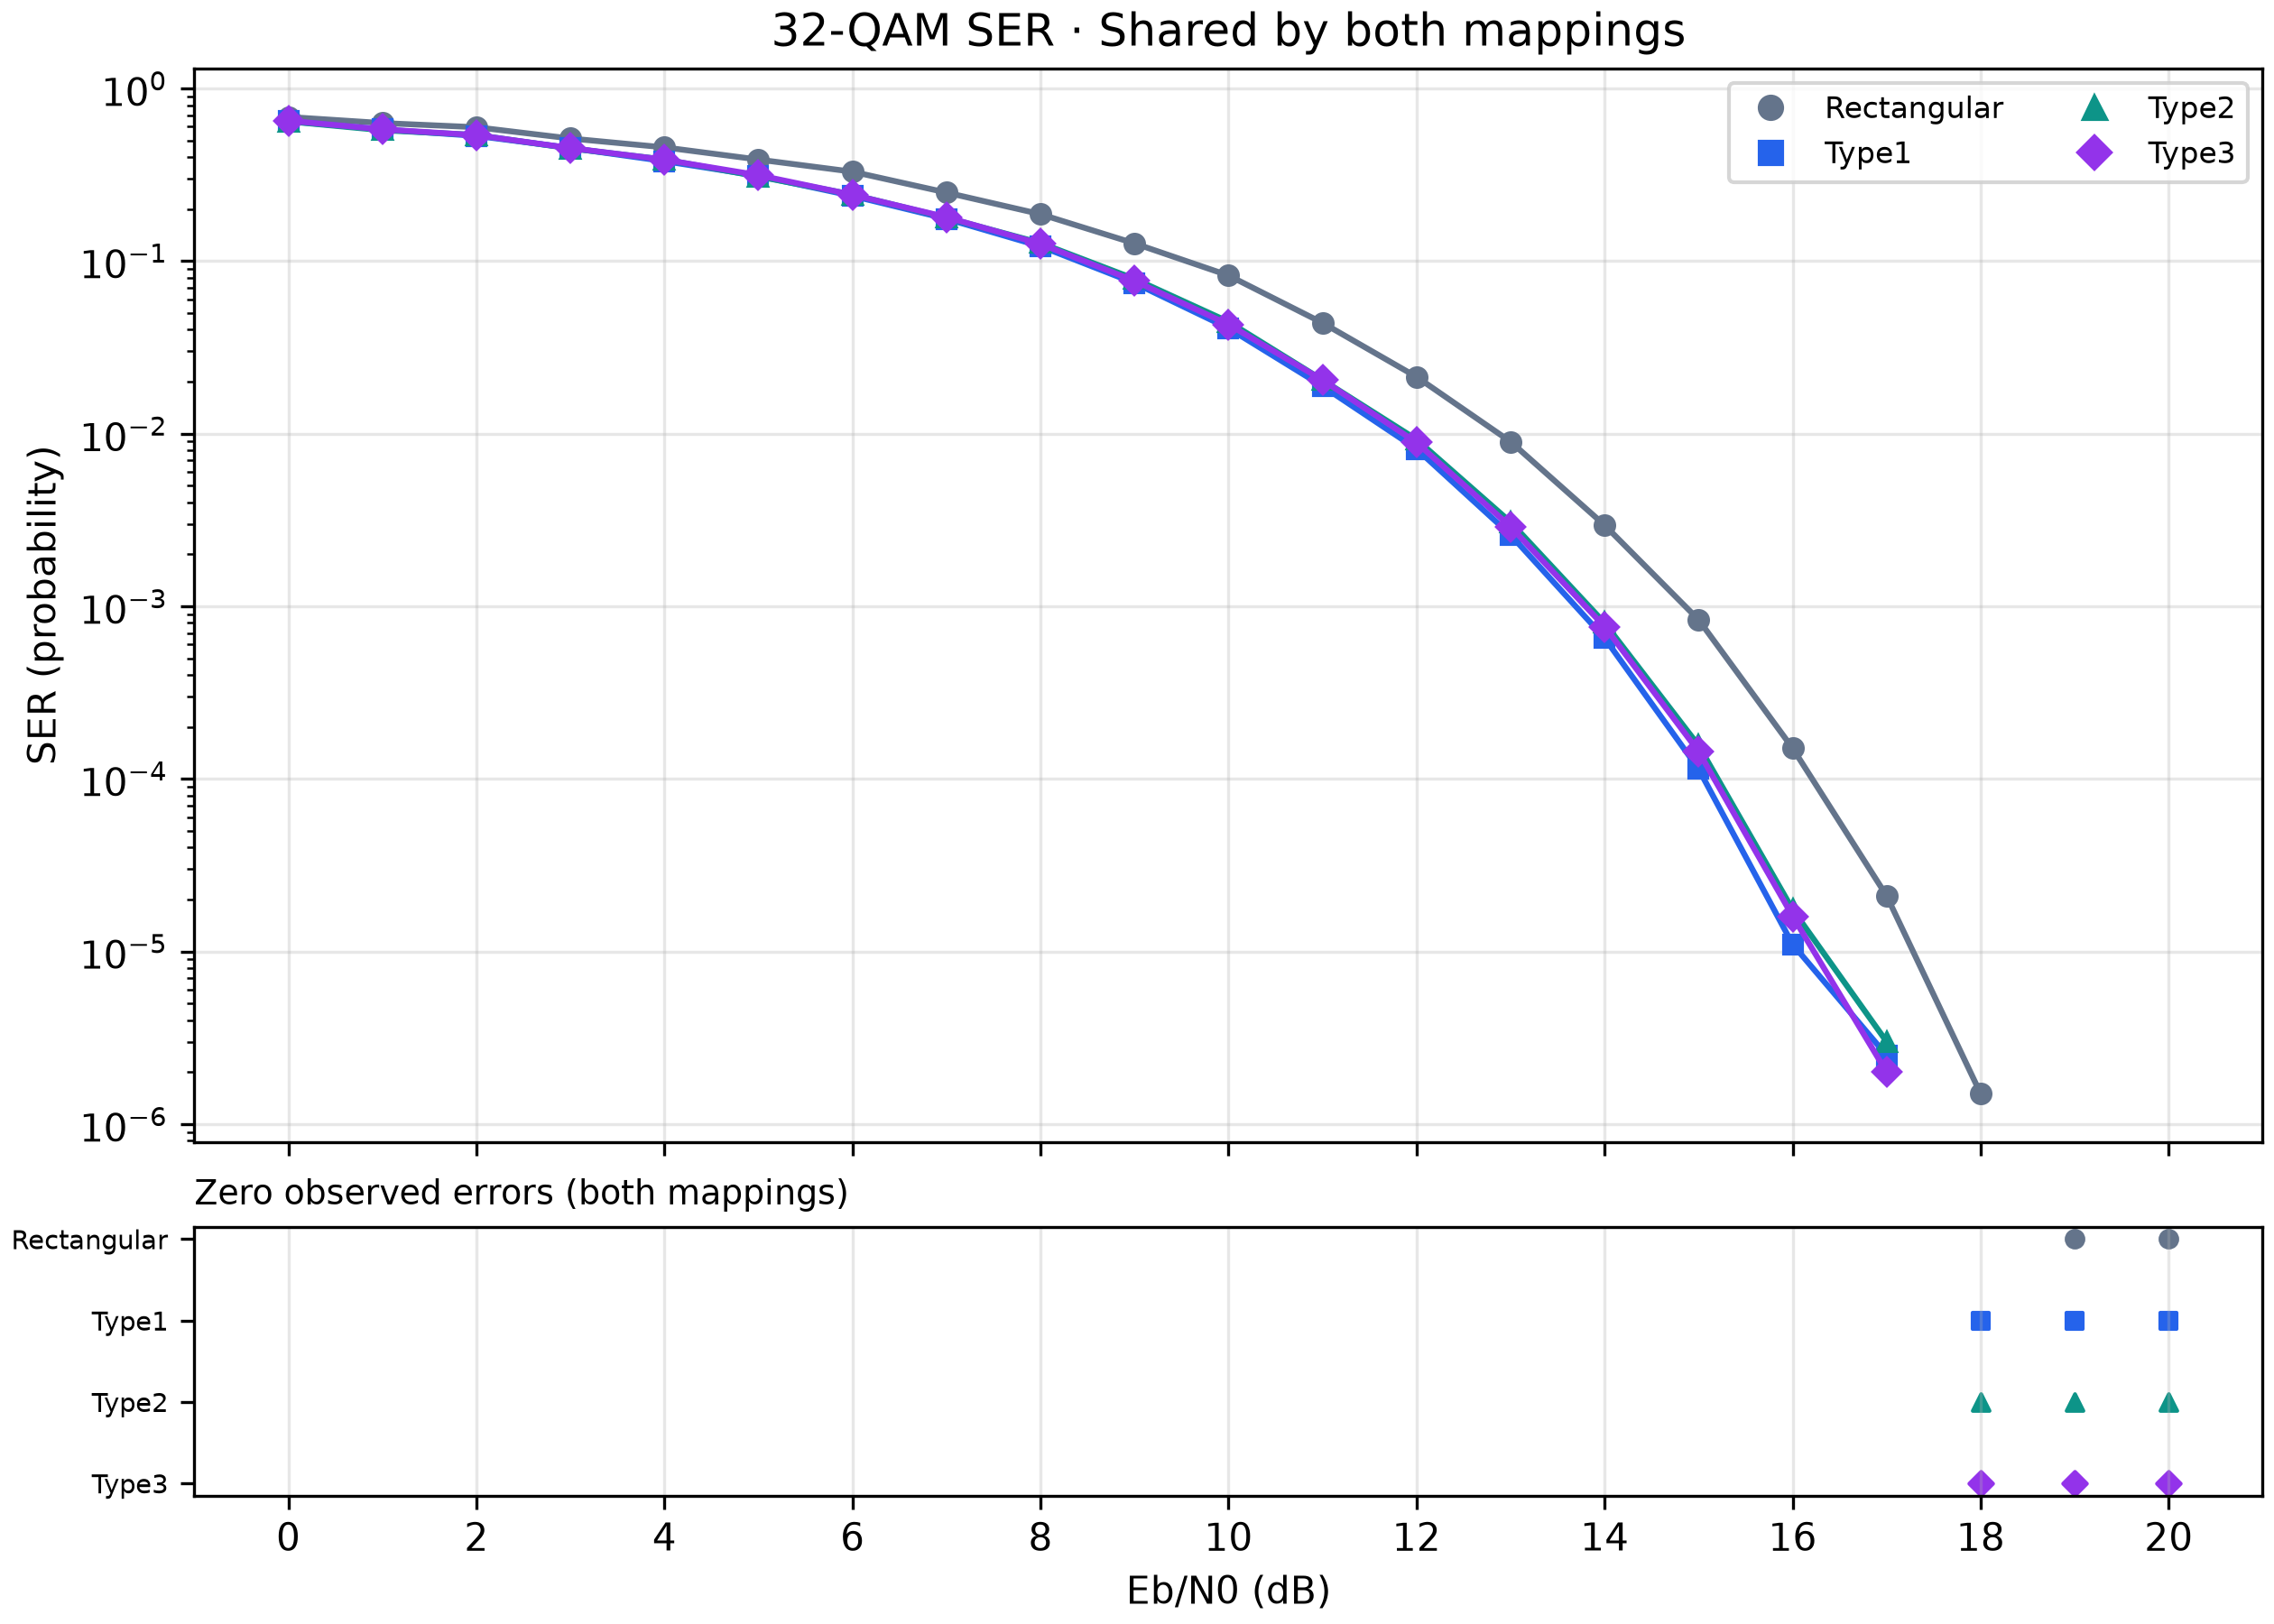 32-QAM SER · Shared by both mappings
Rectangular
Type1
Type2
Type3
SER (probability)
10⁰
10⁻¹
10⁻²
10⁻³
10⁻⁴
10⁻⁵
10⁻⁶
Zero observed errors (both mappings)
Rectangular
Type1
Type2
Type3
0 2 4 6 8 10 12 14 16 18 20
Eb/N0 (dB)